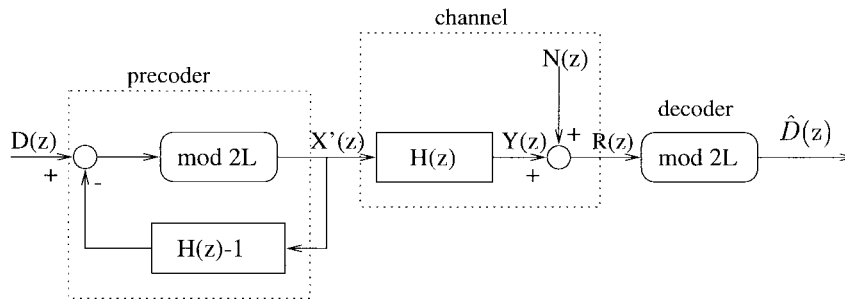 channel
precoder
N(z)
decoder
D(z)
+
-
mod 2L
X'(z)
H(z)
Y(z)
+
+
R(z)
mod 2L
D̂(z)
H(z)-1